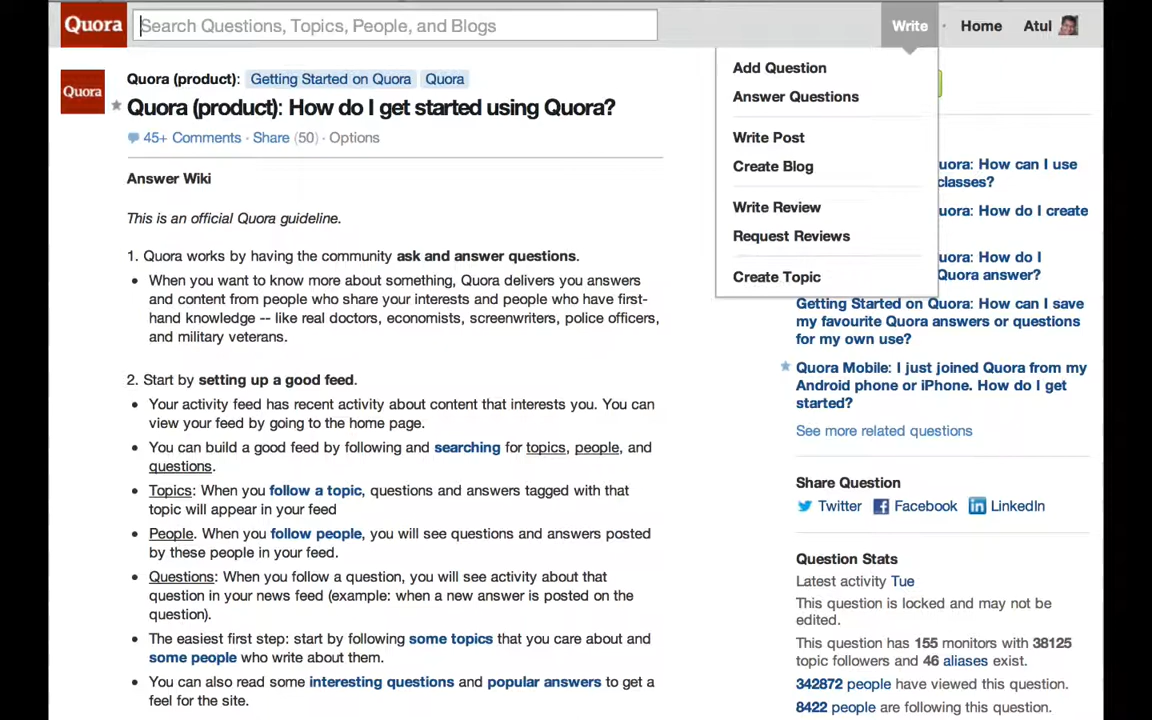 Quora
Search Questions, Topics, People, and Blogs
Write
Home
Atul
Add Question
Answer Questions
Write Post
Create Blog
Write Review
Request Reviews
Create Topic
Quora
Quora (product): Getting Started on Quora Quora
Quora (product): How do I get started using Quora?
45+ Comments · Share (50) · Options
Answer Wiki
This is an official Quora guideline.
1. Quora works by having the community ask and answer questions.
• When you want to know more about something, Quora delivers you answers
and content from people who share your interests and people who have first-
hand knowledge -- like real doctors, economists, screenwriters, police officers,
and military veterans.
2. Start by setting up a good feed.
• Your activity feed has recent activity about content that interests you. You can
view your feed by going to the home page.
• You can build a good feed by following and searching for topics, people, and
questions.
• Topics: When you follow a topic, questions and answers tagged with that
topic will appear in your feed
• People. When you follow people, you will see questions and answers posted
by these people in your feed.
• Questions: When you follow a question, you will see activity about that
question in your news feed (example: when a new answer is posted on the
question).
• The easiest first step: start by following some topics that you care about and
some people who write about them.
• You can also read some interesting questions and popular answers to get a
feel for the site.
uora: How can I use
classes?
uora: How do I create
uora: How do I
Quora answer?
Getting Started on Quora: How can I save
my favourite Quora answers or questions
for my own use?
Quora Mobile: I just joined Quora from my
Android phone or iPhone. How do I get
started?
See more related questions
Share Question
Twitter Facebook LinkedIn
Question Stats
Latest activity Tue
This question is locked and may not be
edited.
This question has 155 monitors with 38125
topic followers and 46 aliases exist.
342872 people have viewed this question.
8422 people are following this question.